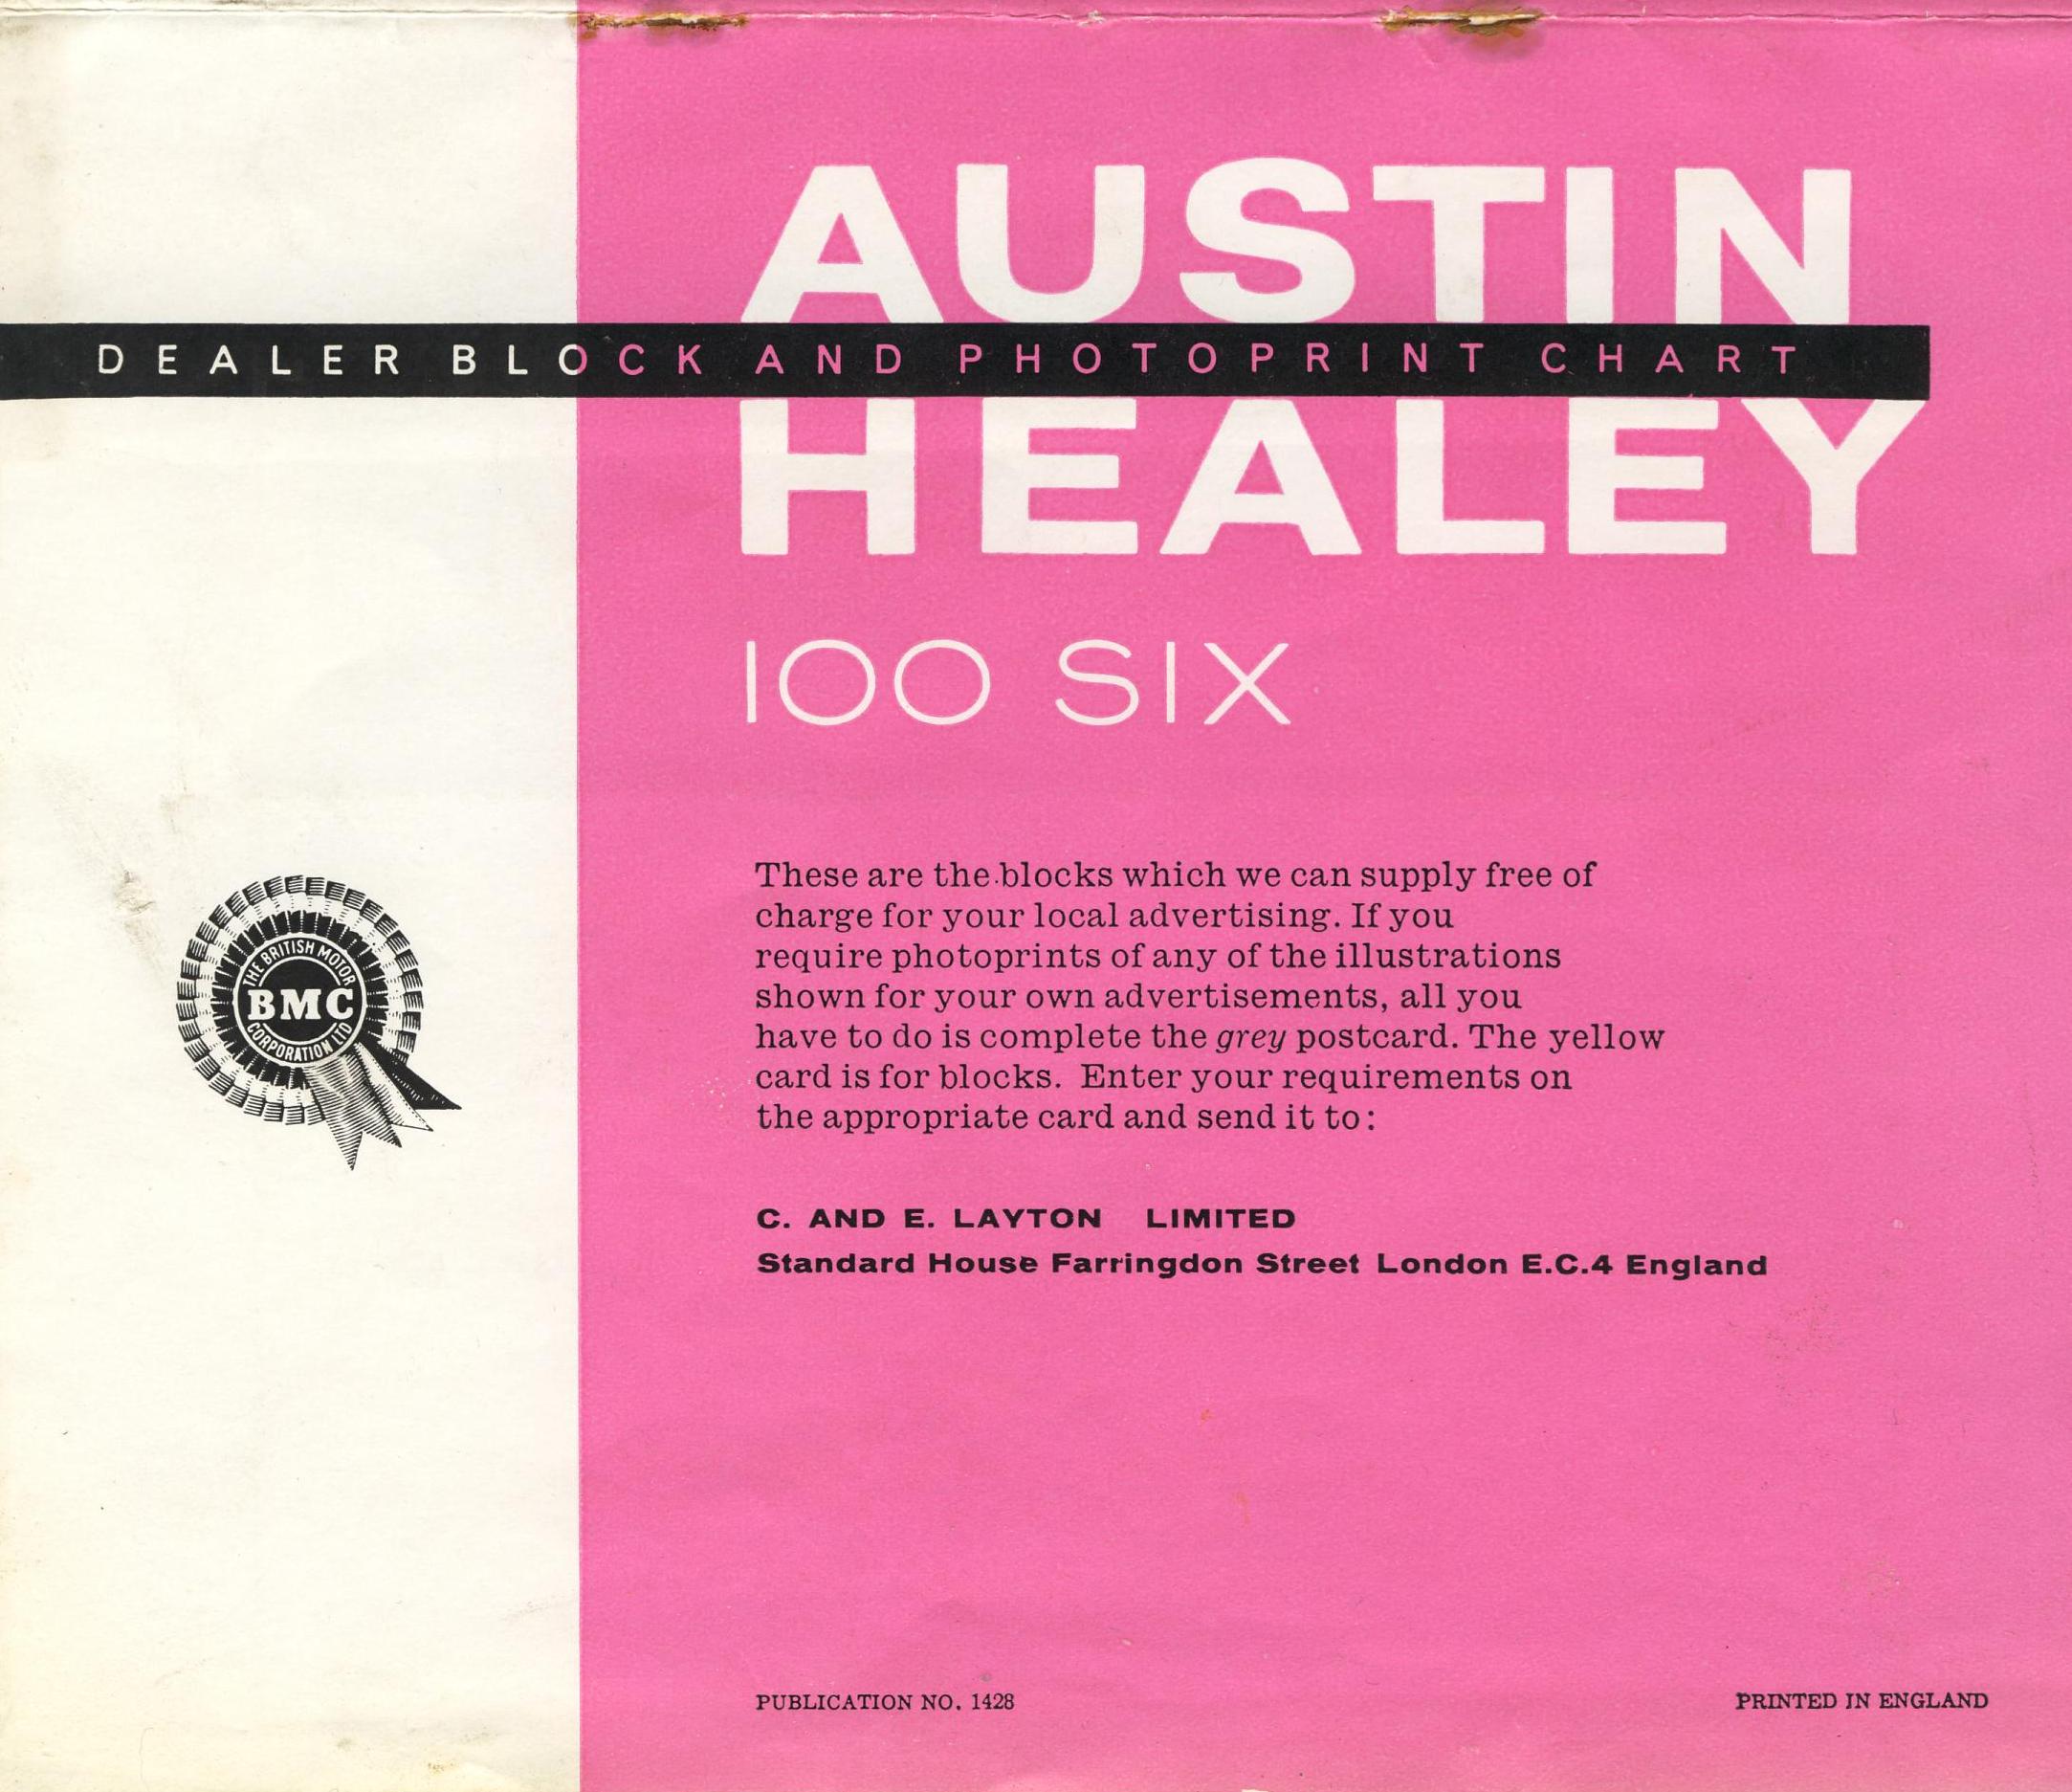 AUSTIN
DEALER BLOCK AND PHOTOPRINT CHART
HEALEY
100 SIX
These are the blocks which we can supply free of
charge for your local advertising. If you
require photoprints of any of the illustrations
shown for your own advertisements, all you
have to do is complete the grey postcard. The yellow
card is for blocks. Enter your requirements on
the appropriate card and send it to:
THE BRITISH MOTOR
BMC
CORPORATION LTD
C. AND E. LAYTON LIMITED
Standard House Farringdon Street London E.C.4 England
PUBLICATION NO. 1428
PRINTED IN ENGLAND